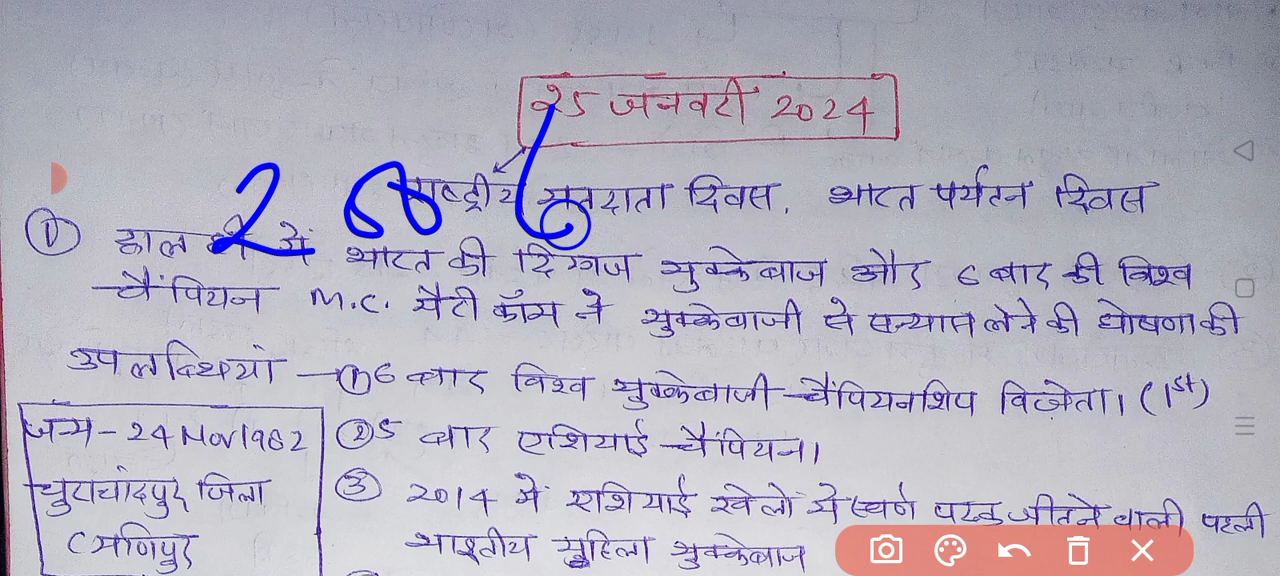 25 जनवरी 2024
राष्ट्रीय मतदाता दिवस, भारत पर्यटन दिवस
① हाल ही में भारत की दिग्गज मुक्केबाज और 6 बार की विश्व
चैंपियन M.C. मैरी कॉम ने मुक्केबाजी से सन्यास लेने की घोषणा की
उपलब्धियां - ① 6 बार विश्व मुक्केबाजी चैंपियनशिप विजेता। (1st)
② 5 बार एशियाई चैंपियन।
③ 2014 में एशियाई खेलो मे स्वर्ण पदक जीतने वाली पहली
भारतीय महिला मुक्केबाज
जन्म - 24 Nov 1982
चुराचांदपुर जिला
(मणिपुर